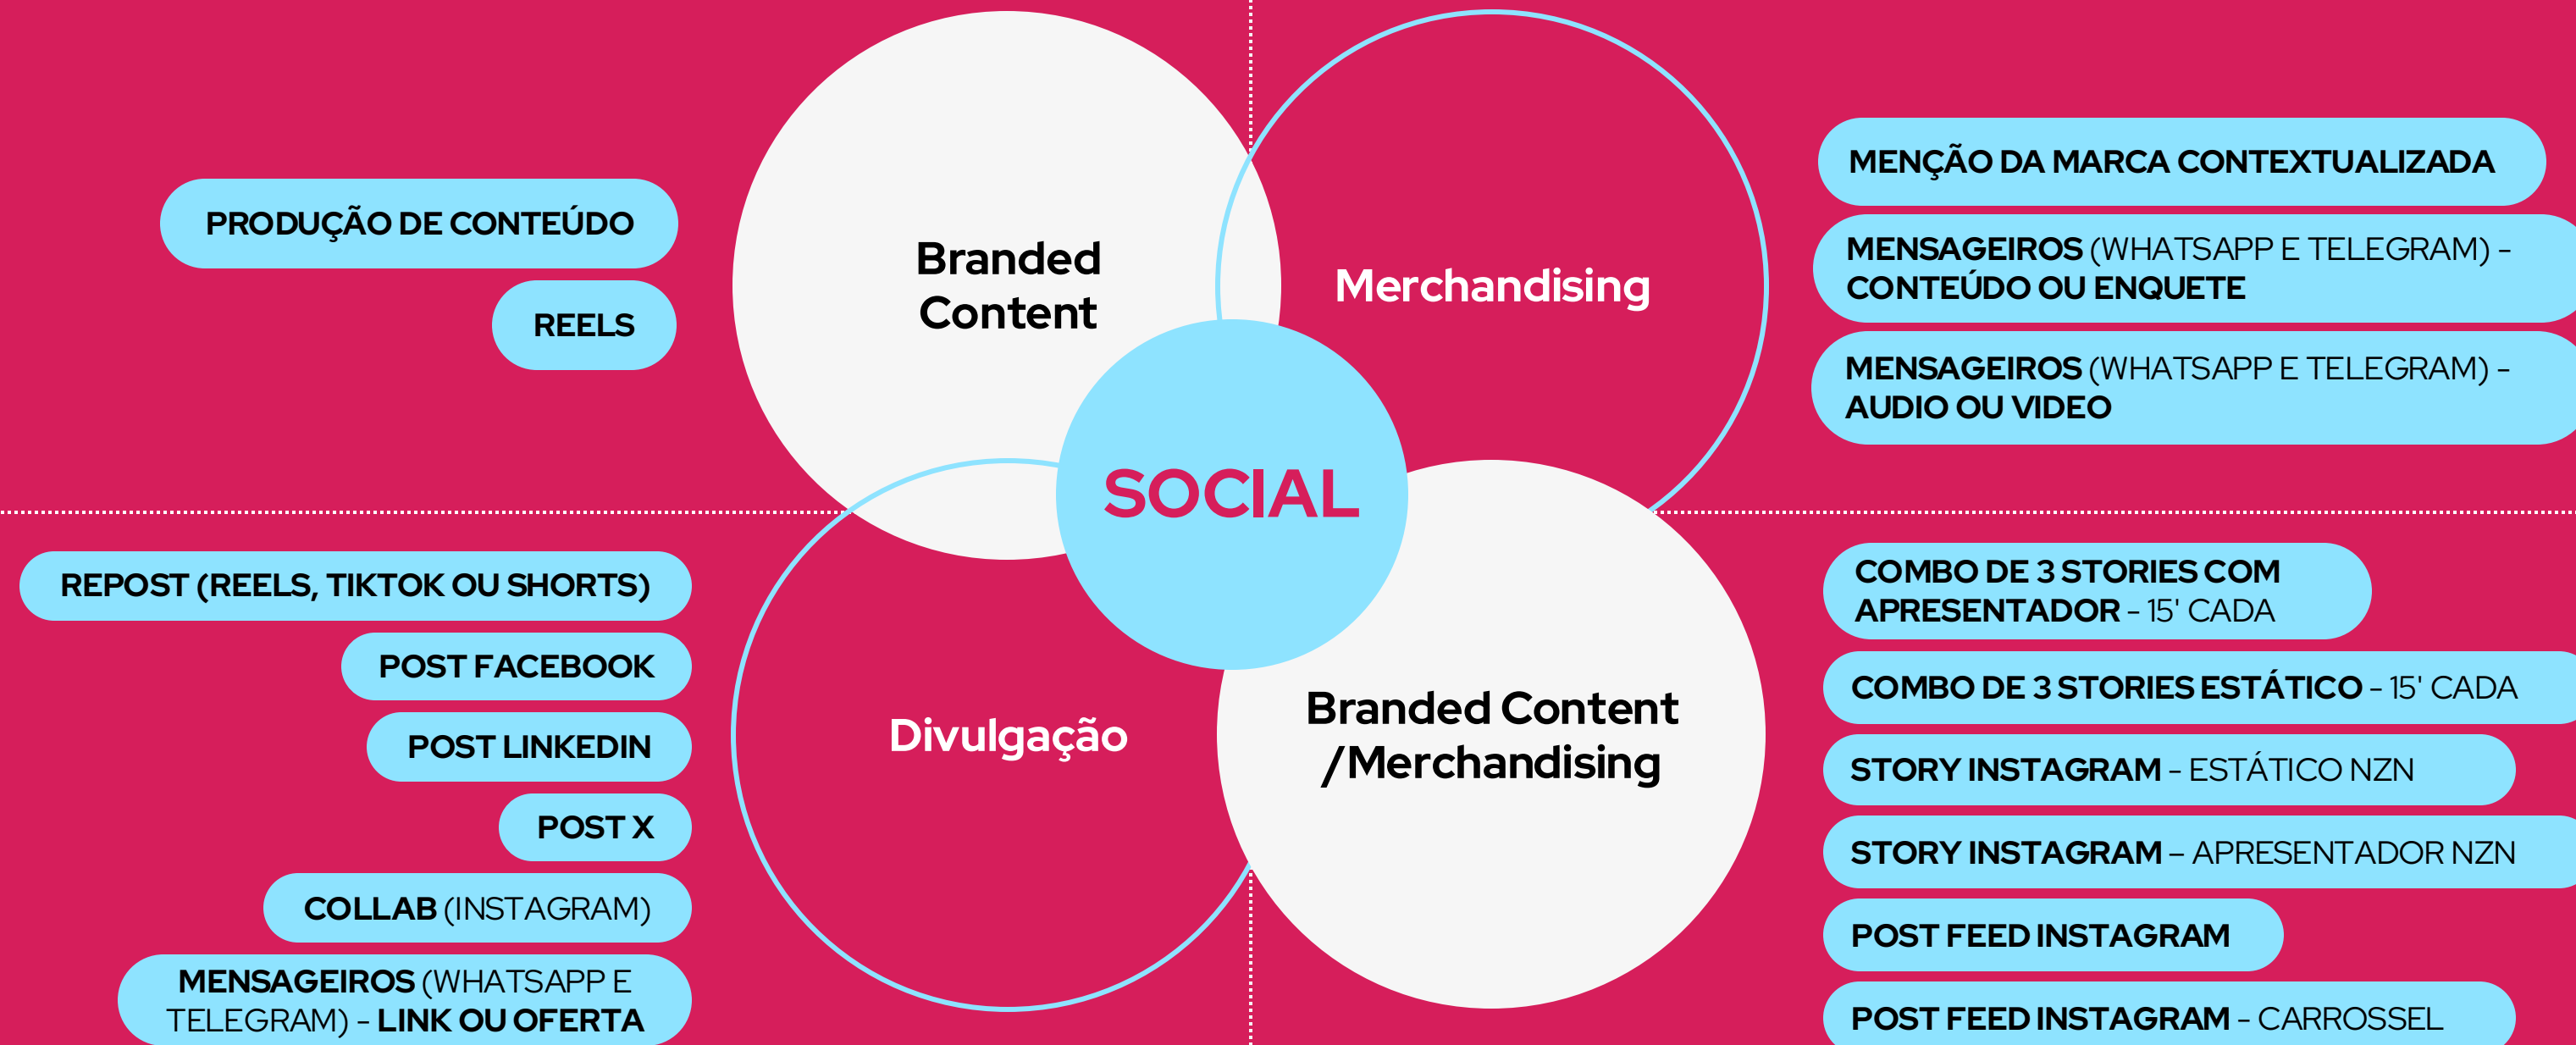 PRODUÇÃO DE CONTEÚDO
REELS
Branded
Content
Merchandising
MENÇÃO DA MARCA CONTEXTUALIZADA
MENSAGEIROS (WHATSAPP E TELEGRAM) -
CONTEÚDO OU ENQUETE
MENSAGEIROS (WHATSAPP E TELEGRAM) -
AUDIO OU VIDEO
SOCIAL
REPOST (REELS, TIKTOK OU SHORTS)
POST FACEBOOK
POST LINKEDIN
POST X
COLLAB (INSTAGRAM)
MENSAGEIROS (WHATSAPP E
TELEGRAM) - LINK OU OFERTA
Divulgação
Branded Content
/Merchandising
COMBO DE 3 STORIES COM
APRESENTADOR - 15' CADA
COMBO DE 3 STORIES ESTÁTICO - 15' CADA
STORY INSTAGRAM - ESTÁTICO NZN
STORY INSTAGRAM – APRESENTADOR NZN
POST FEED INSTAGRAM
POST FEED INSTAGRAM - CARROSSEL